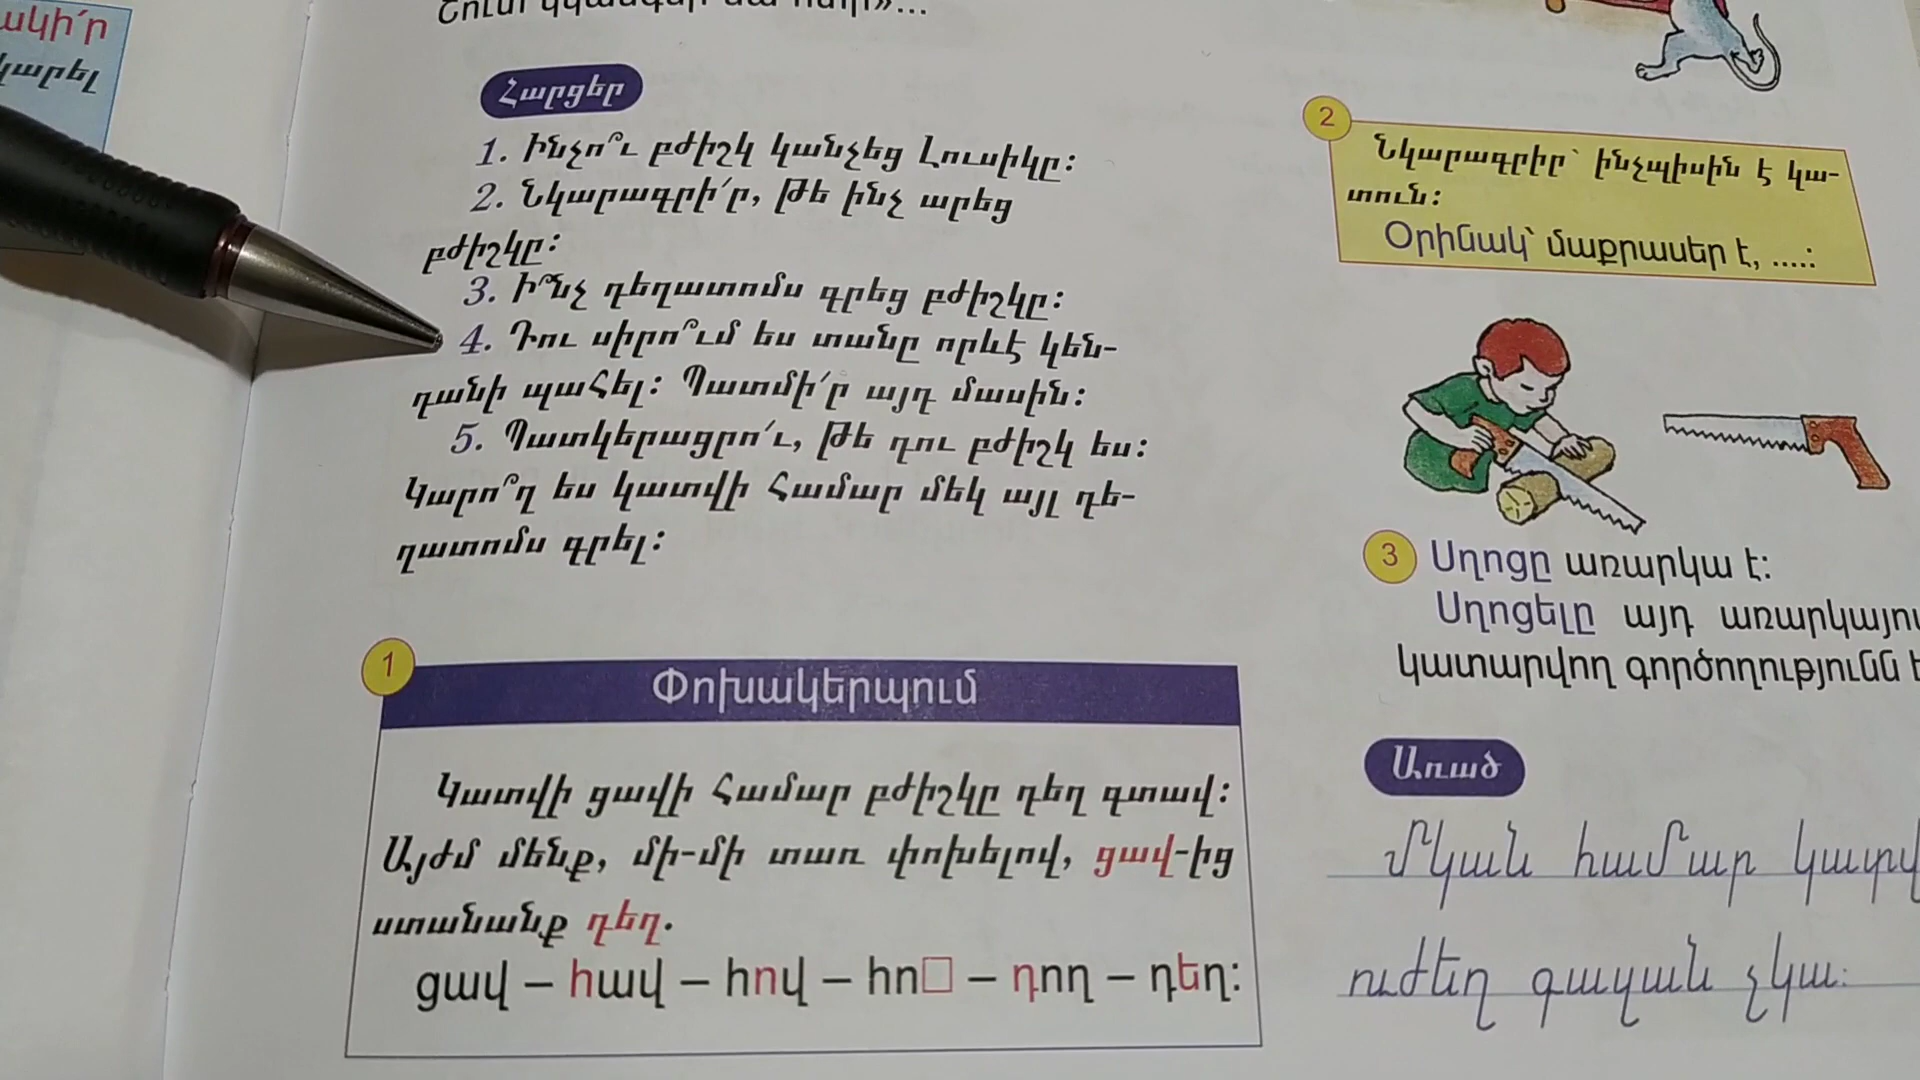 ակի՛ր
կարել
Հարցեր
1. Ինչո՞ւ բժիշկ կանչեց Լուսիկը:
2. Նկարագրի՛ր, թե ինչ արեց
բժիշկը:
3. Ի՞նչ դեղատոմս գրեց բժիշկը:
4. Դու սիրո՞ւմ ես տանը որևէ կեն-
դանի պահել: Պատմի՛ր այդ մասին:
5. Պատկերացրո՛ւ, թե դու բժիշկ ես:
Կարո՞ղ ես կատվի համար մեկ այլ դե-
ղատոմս գրել:
1
Փոխակերպում
Կատվի ցավի համար բժիշկը դեղ գտավ:
Այժմ մենք, մի-մի տառ փոխելով, ցավ-ից
ստանանք դեղ.
ցավ – հավ – հով – հո□ – դող – դեղ:
2
Նկարագրիր՝ ինչպիսին է կա-
տուն:
Օրինակ՝ մաքրասեր է, .....:
3 Սղոցը առարկա է:
Սղոցելը այդ առարկայով
կատարվող գործողությունն է
Առած
Մկան համար կատվ
ուժեղ գազան չկա: